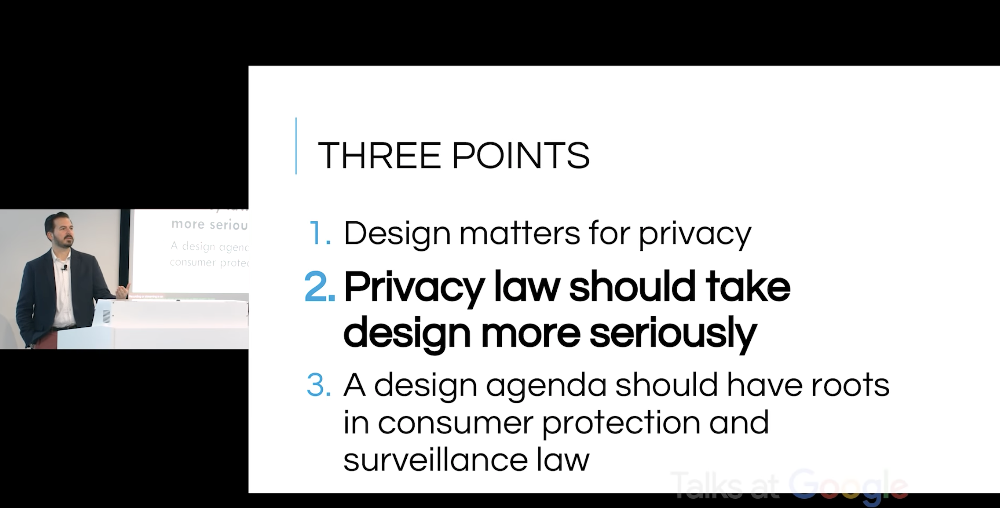 THREE POINTS
1. Design matters for privacy
2. Privacy law should take
design more seriously
3. A design agenda should have roots
in consumer protection and
surveillance law
more seriou
A design agenc
consumer protec
Talks at Google